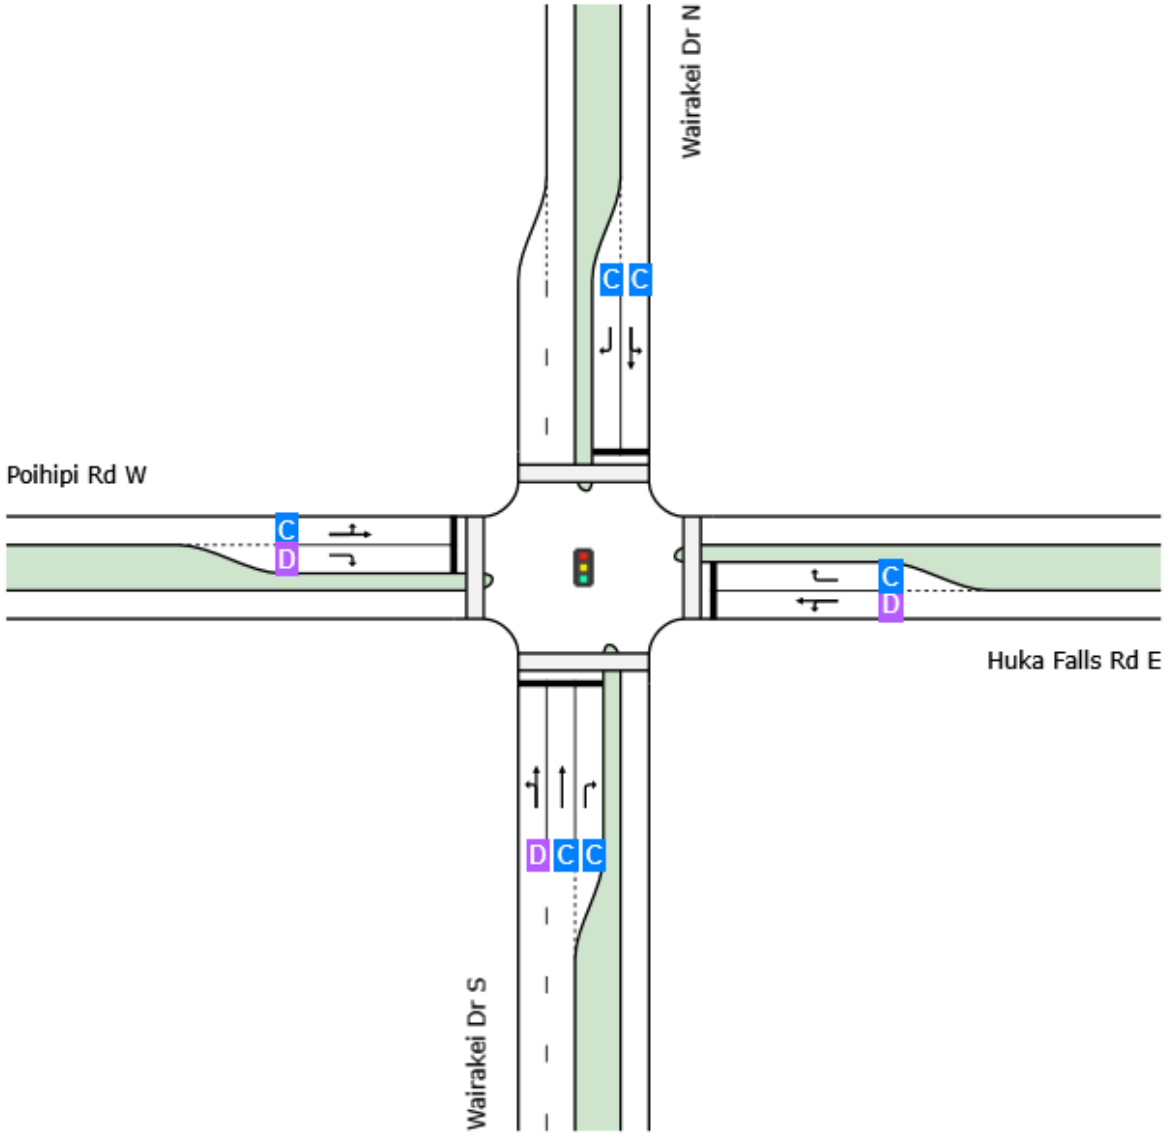 Wairakei Dr N
C C
Poihipi Rd W
C
D
C
D
Huka Falls Rd E
D C C
Wairakei Dr S